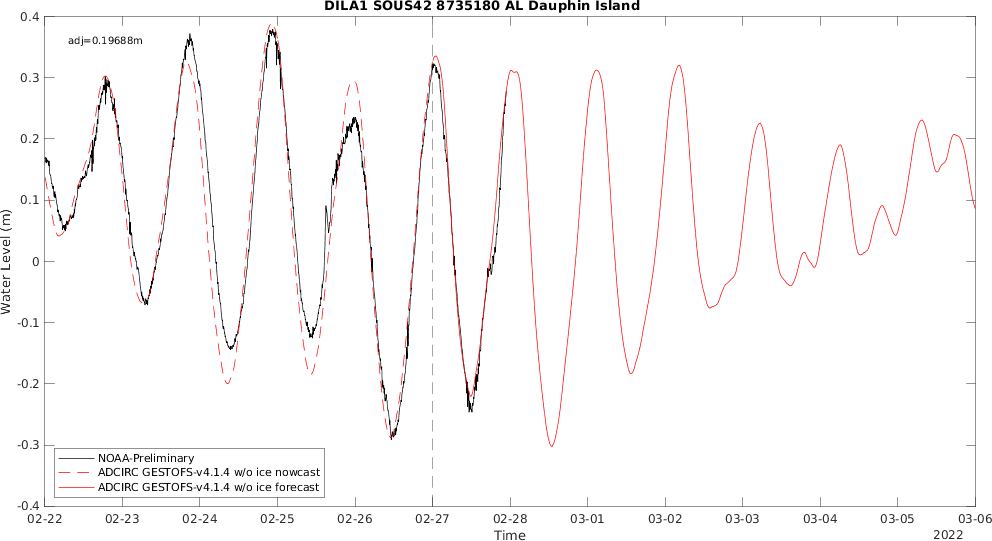 DILA1 SOUS42 8735180 AL Dauphin Island
adj=0.19688m
0.4
0.3
0.2
0.1
0
-0.1
-0.2
-0.3
-0.4
Water Level (m)
NOAA-Preliminary
ADCIRC GESTOFS-v4.1.4 w/o ice nowcast
ADCIRC GESTOFS-v4.1.4 w/o ice forecast
02-22 02-23 02-24 02-25 02-26 02-27 02-28 03-01 03-02 03-03 03-04 03-05 03-06
Time
2022